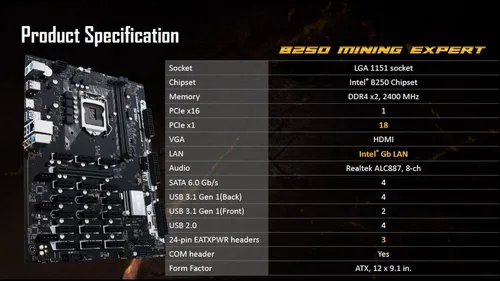 Product Specification
B250 MINING EXPERT
Socket LGA 1151 socket
Chipset Intel® B250 Chipset
Memory DDR4 x2, 2400 MHz
PCIe x16 1
PCIe x1 18
VGA HDMI
LAN Intel® Gb LAN
Audio Realtek ALC887, 8-ch
SATA 6.0 Gb/s 4
USB 3.1 Gen 1(Back) 4
USB 3.1 Gen 1(Front) 2
USB 2.0 4
24-pin EATXPWR headers 3
COM header Yes
Form Factor ATX, 12 x 9.1 in.